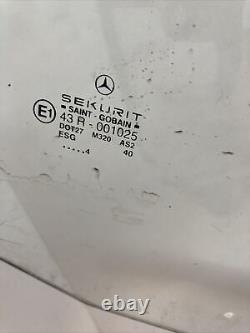 SEKURIT
SAINT - GOBAIN
E1 43 R - 001025
DOT27 M320 AS2
ESG 40
.....4